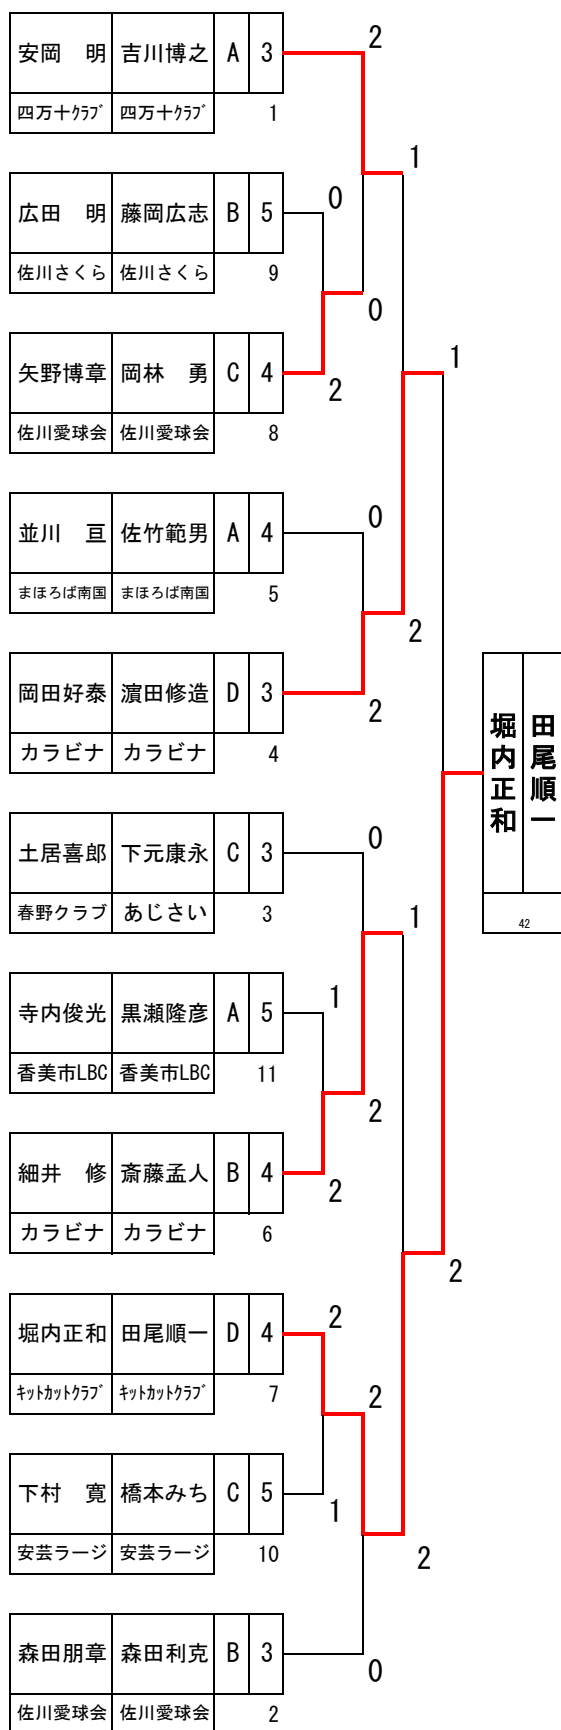 安岡　明 吉川博之 A 3 2
四万十ｸﾗﾌﾞ 四万十ｸﾗﾌﾞ 1
1
広田　明 藤岡広志 B 5 0
佐川さくら 佐川さくら 9
0
矢野博章 岡林　勇 C 4 2
1
佐川愛球会 佐川愛球会 8
並川　亘 佐竹範男 A 4 0
まほろば南国 まほろば南国 5
2
岡田好泰 濵田修造 D 3 2
カラビナ カラビナ 4
堀内正和
田尾順一
42
土居喜郎 下元康永 C 3 0
春野クラブ あじさい 3
1
寺内俊光 黒瀬隆彦 A 5 1
香美市LBC 香美市LBC 11
2
細井　修 斎藤孟人 B 4 2
カラビナ カラビナ 6
2
堀内正和 田尾順一 D 4 2
ｷｯﾄｶｯﾄｸﾗﾌﾞ ｷｯﾄｶｯﾄｸﾗﾌﾞ 7
2
下村　寛 橋本みち C 5 1
安芸ラージ 安芸ラージ 10
2
森田朋章 森田利克 B 3 0
佐川愛球会 佐川愛球会 2